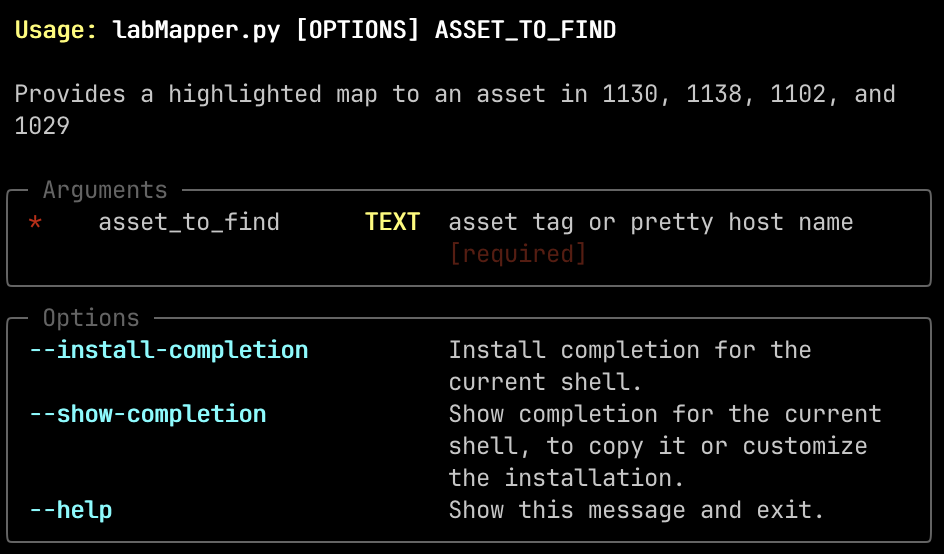 Usage: labMapper.py [OPTIONS] ASSET_TO_FIND
Provides a highlighted map to an asset in 1130, 1138, 1102, and
1029
Arguments
* asset_to_find TEXT asset tag or pretty host name
[required]
Options
--install-completion Install completion for the
current shell.
--show-completion Show completion for the current
shell, to copy it or customize
the installation.
--help Show this message and exit.